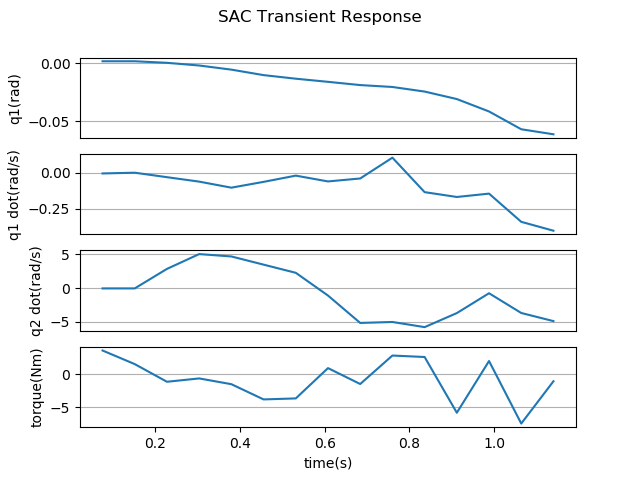 SAC Transient Response
0.00
−0.05
q1(rad)
0.00
−0.25
q1 dot(rad/s)
5
0
−5
q2 dot(rad/s)
0
−5
torque(Nm)
0.2 0.4 0.6 0.8 1.0
time(s)